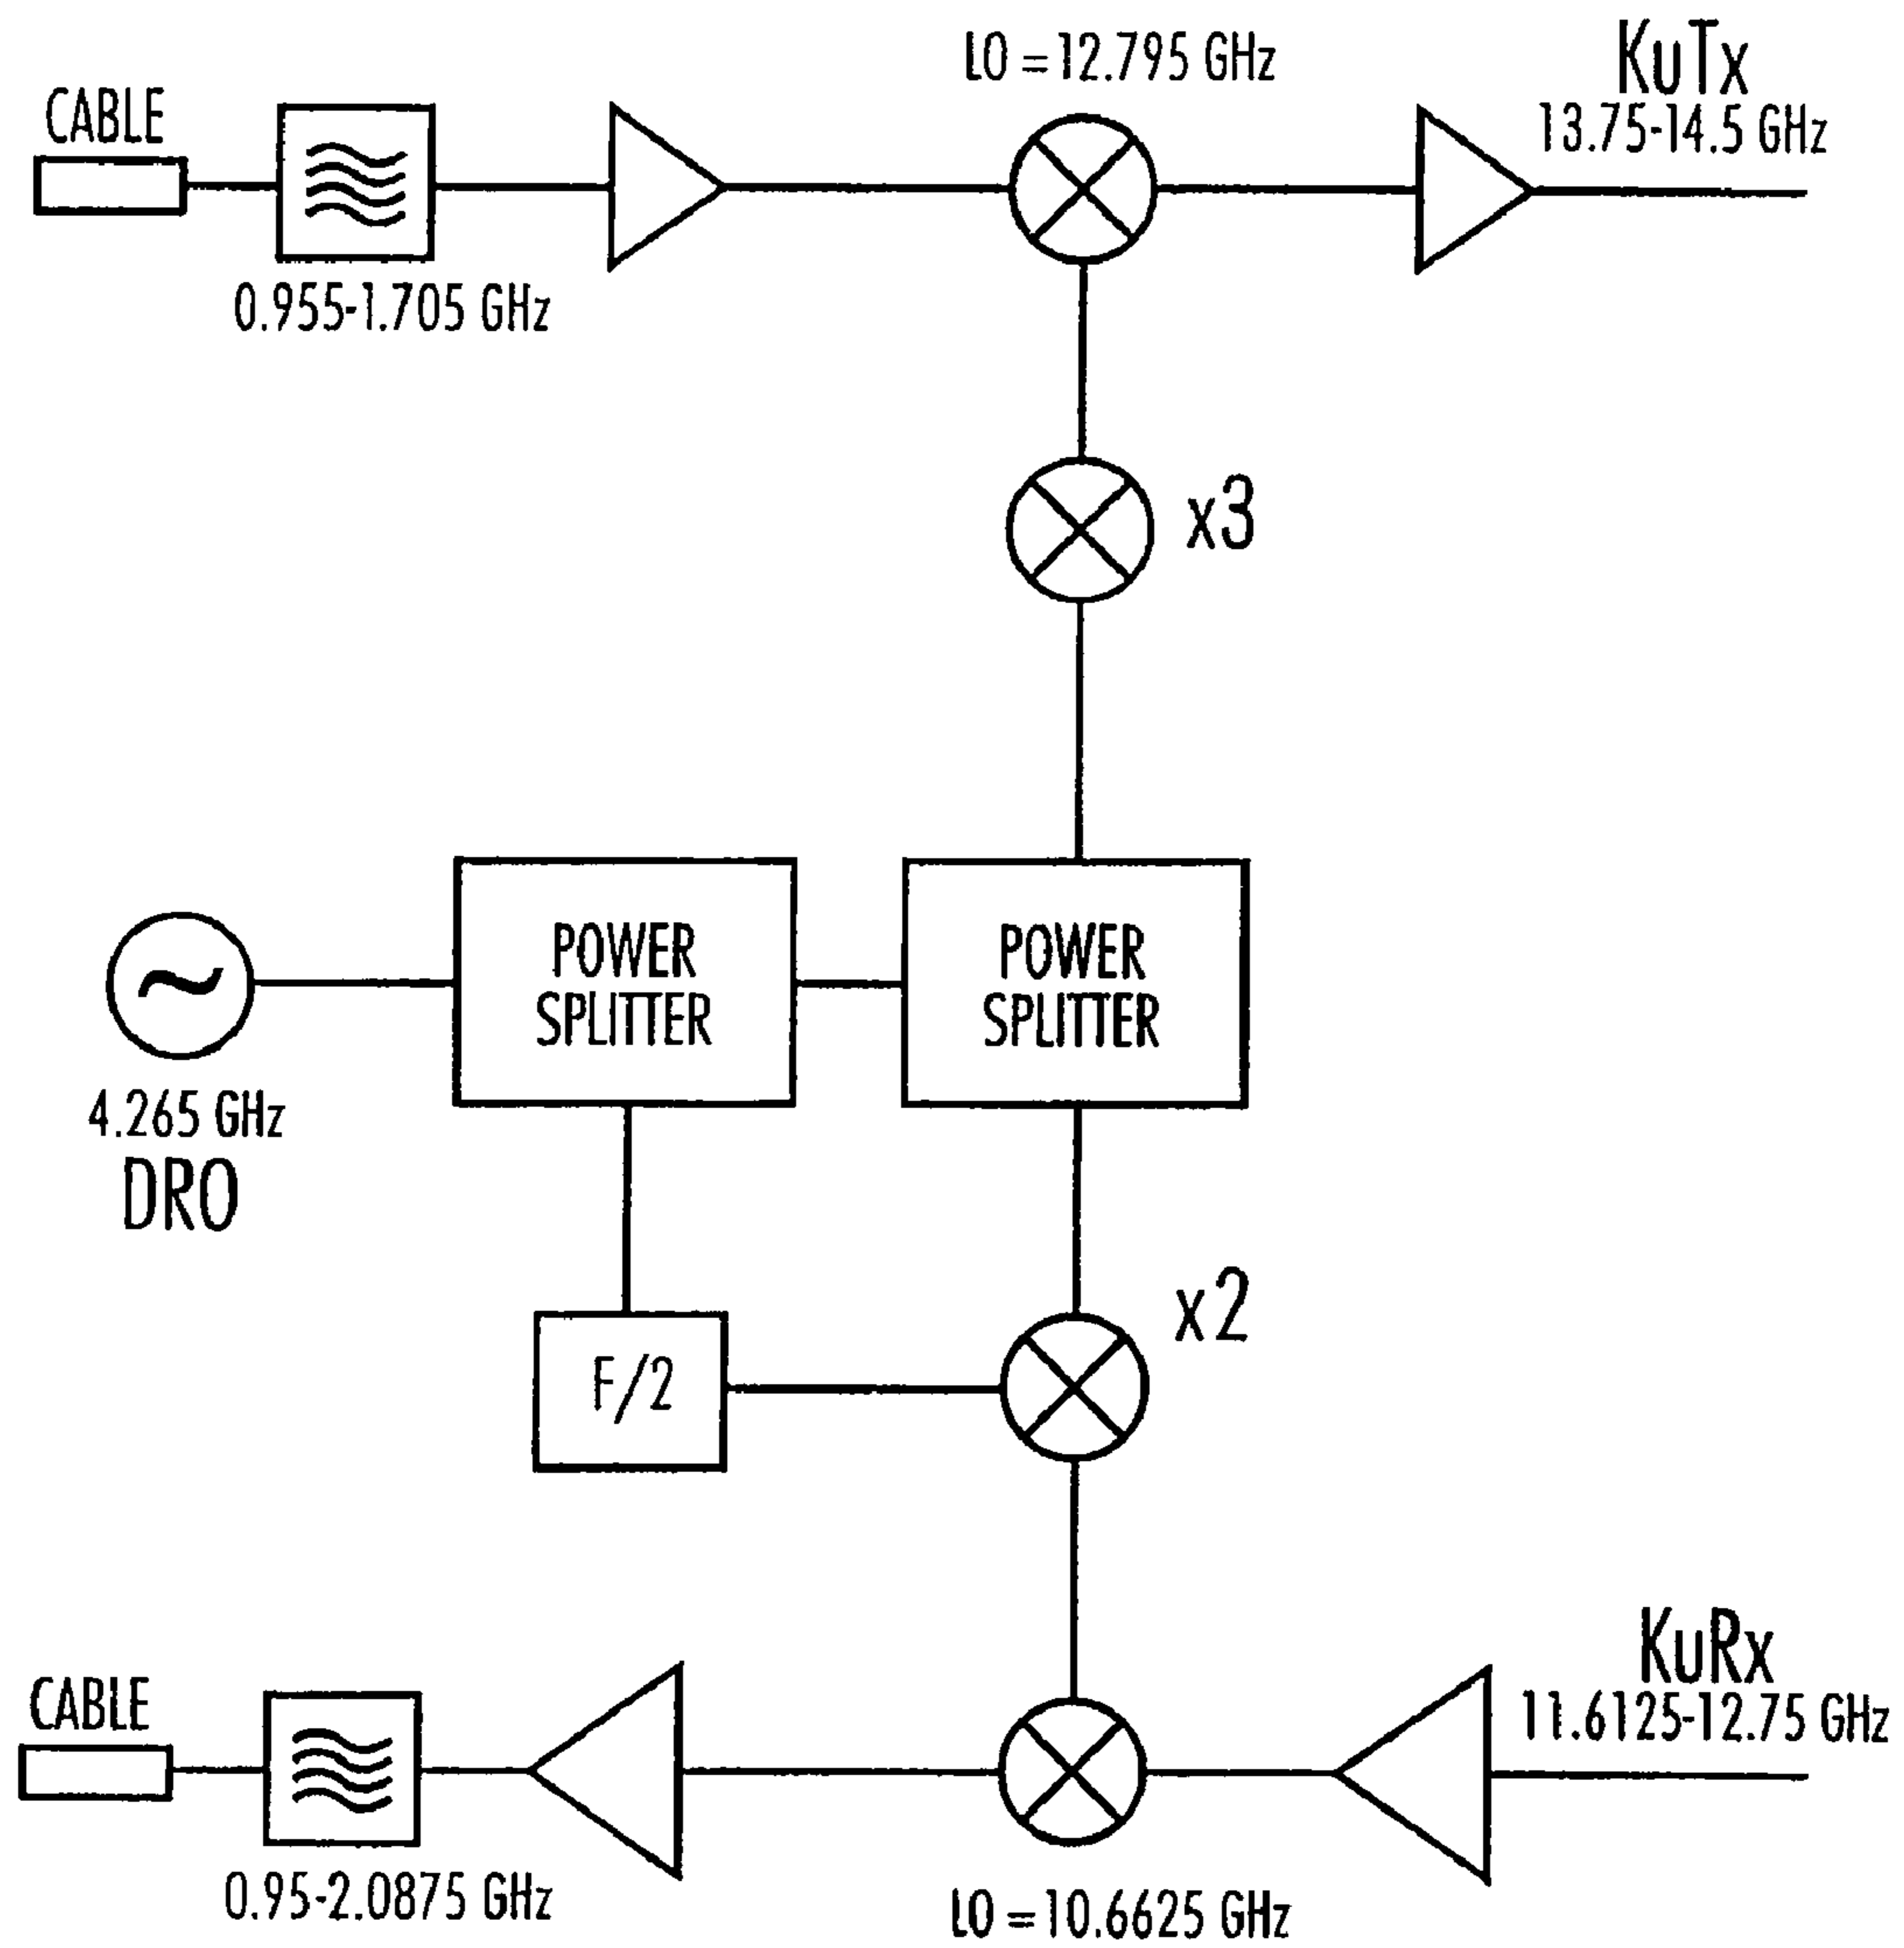 LO = 12.795 GHz
KuTx
13.75-14.5 GHz
CABLE
0.955-1.705 GHz
x3
POWER
SPLITTER
POWER
SPLITTER
4.265 GHz
DRO
x2
F/2
KuRx
11.6125-12.75 GHz
CABLE
0.95-2.0875 GHz
LO = 10.6625 GHz